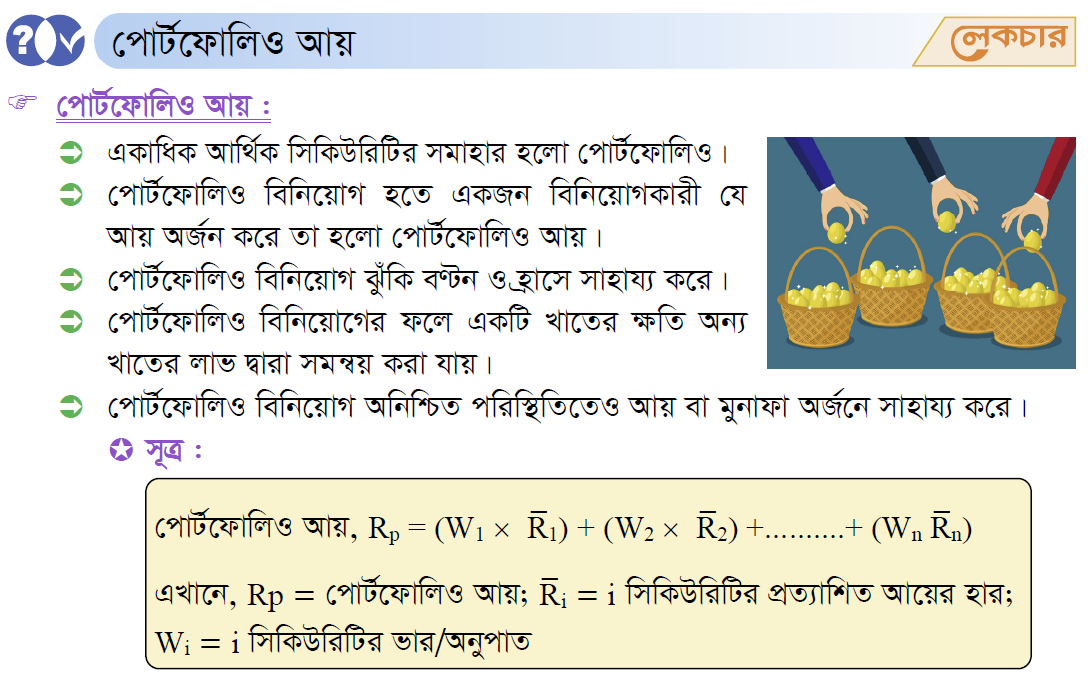 পোর্টফোলিও আয়
লেকচার
পোর্টফোলিও আয় :
একাধিক আর্থিক সিকিউরিটির সমাহার হলো পোর্টফোলিও।
পোর্টফোলিও বিনিয়োগ হতে একজন বিনিয়োগকারী যে
আয় অর্জন করে তা হলো পোর্টফোলিও আয়।
পোর্টফোলিও বিনিয়োগ ঝুঁকি বণ্টন ও হ্রাসে সাহায্য করে।
পোর্টফোলিও বিনিয়োগের ফলে একটি খাতের ক্ষতি অন্য
খাতের লাভ দ্বারা সমন্বয় করা যায়।
পোর্টফোলিও বিনিয়োগ অনিশ্চিত পরিস্থিতিতেও আয় বা মুনাফা অর্জনে সাহায্য করে।
সূত্র :
পোর্টফোলিও আয়, Rₚ = (W₁ × R̅₁) + (W₂ × R̅₂) +..........+ (Wₙ R̅ₙ)
এখানে, Rp = পোর্টফোলিও আয়; R̅ᵢ = i সিকিউরিটির প্রত্যাশিত আয়ের হার;
Wᵢ = i সিকিউরিটির ভার/অনুপাত